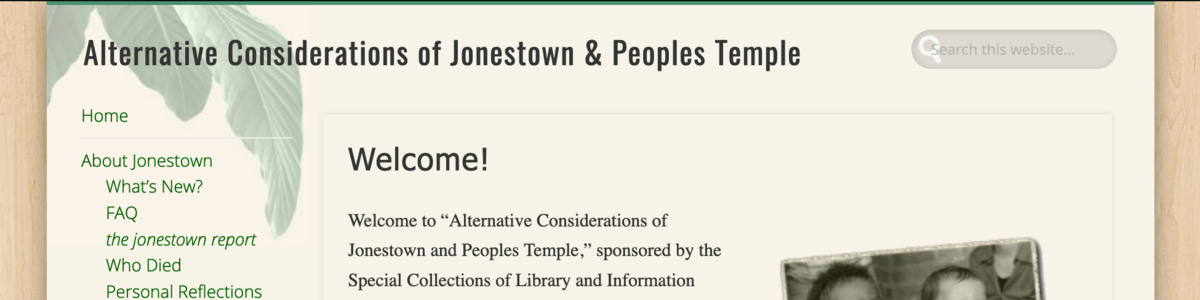 Alternative Considerations of Jonestown & Peoples Temple
Search this website...
Home
About Jonestown
What's New?
FAQ
the jonestown report
Who Died
Personal Reflections
Welcome!
Welcome to “Alternative Considerations of
Jonestown and Peoples Temple,” sponsored by the
Special Collections of Library and Information